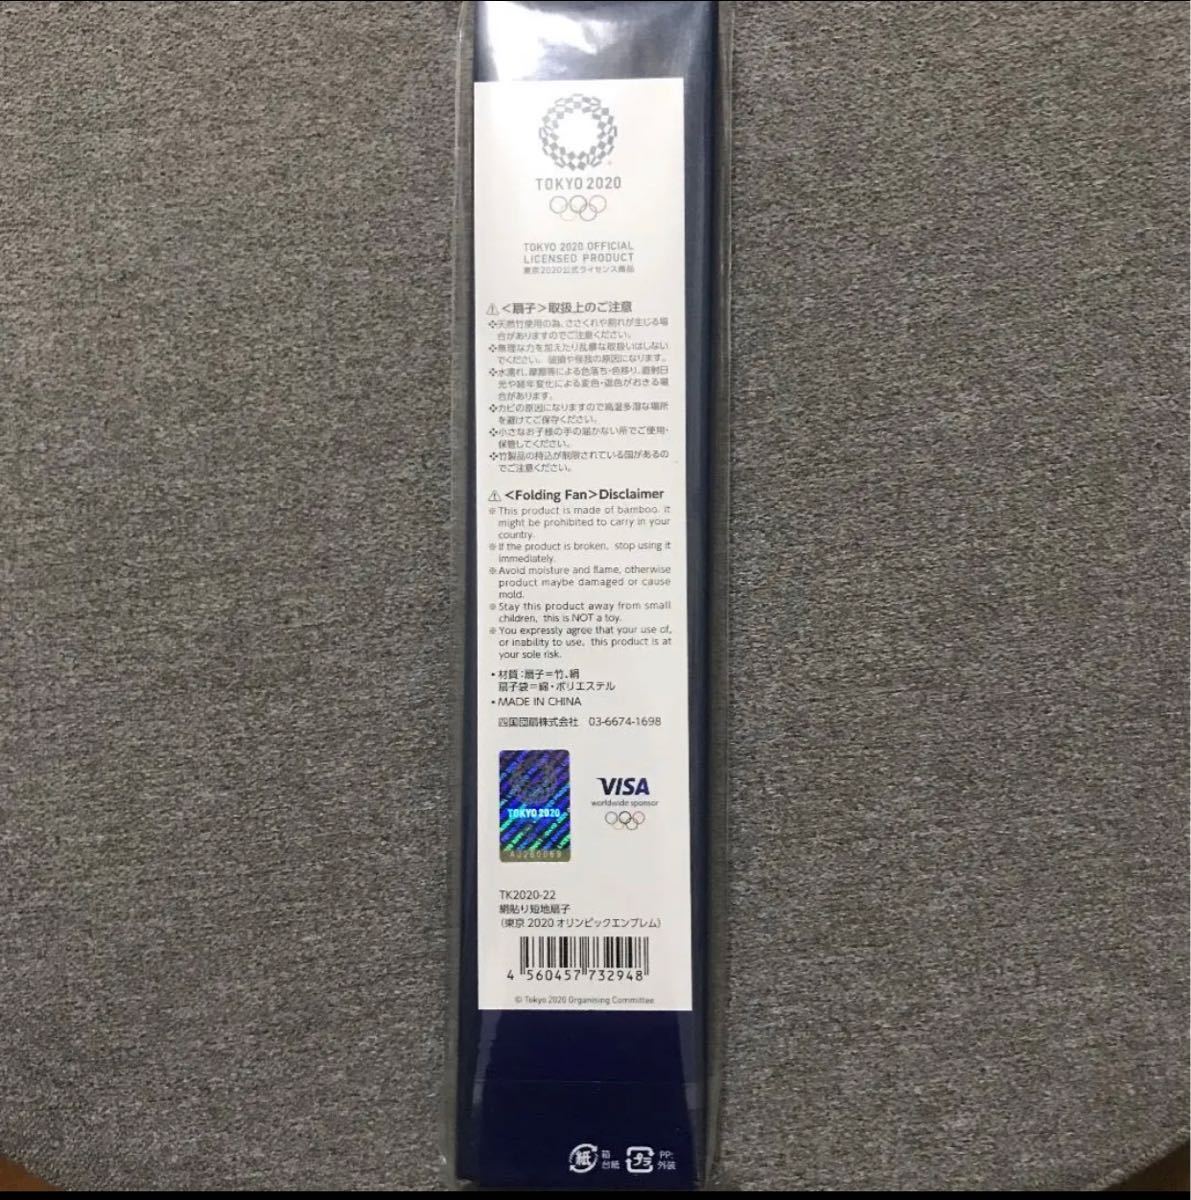 TOKYO 2020
TOKYO 2020 OFFICIAL
LICENSED PRODUCT
東京2020公式ライセンス商品
⚠<扇子>取扱上のご注意
❖天然竹使用の為、ささくれや割れが生じる場
合がありますのでご注意ください。
❖無理な力を加えたり乱暴な取扱いはしない
でください。破損や怪我の原因になります。
❖水濡れ、摩擦等による色落ち・色移り、直射日
光や経年変化による変色・退色がおきる場
合があります。
❖カビの原因になりますので高温多湿な場所
を避けてご保存ください。
❖小さなお子様の手の届かない所でご使用・
保管してください。
❖竹製品の持込が制限されている国があるの
でご注意ください。
⚠<Folding Fan>Disclaimer
※This product is made of bamboo. it
might be prohibited to carry in your
country.
※If the product is broken, stop using it
immediately.
※Avoid moisture and flame, otherwise
product maybe damaged or cause
mold.
※Stay this product away from small
children, this is NOT a toy.
※You expressly agree that your use of,
or inability to use, this product is at
your sole risk.
・材質:扇子=竹、絹
扇子袋=綿・ポリエステル
・MADE IN CHINA
四国団扇株式会社 03-6674-1698
TOKYO 2020
VISA
worldwide sponsor
TK2020-22
絹貼り短地扇子
(東京2020オリンピックエンブレム)
4 560457 732948
© Tokyo 2020 Organising Committee
紙 箱
台紙
プラ PP:
外装